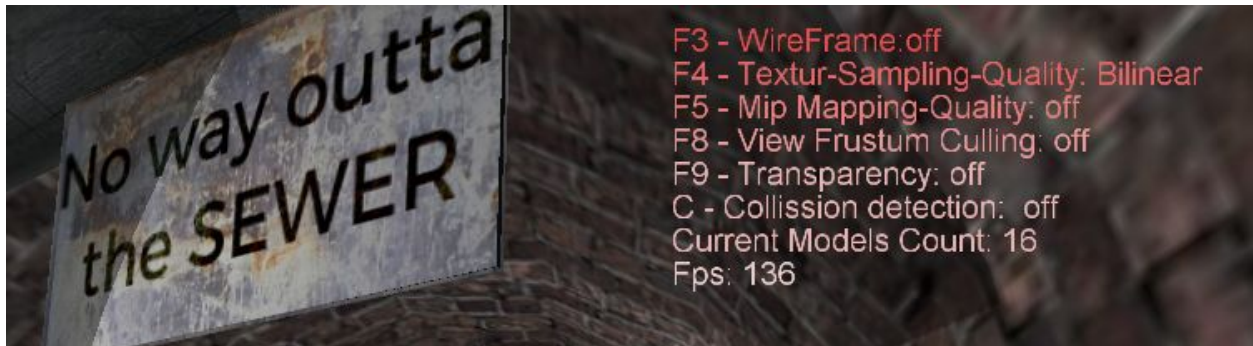 No way outta
the SEWER
F3 - WireFrame:off
F4 - Textur-Sampling-Quality: Bilinear
F5 - Mip Mapping-Quality: off
F8 - View Frustum Culling: off
F9 - Transparency: off
C - Collission detection:  off
Current Models Count: 16
Fps: 136